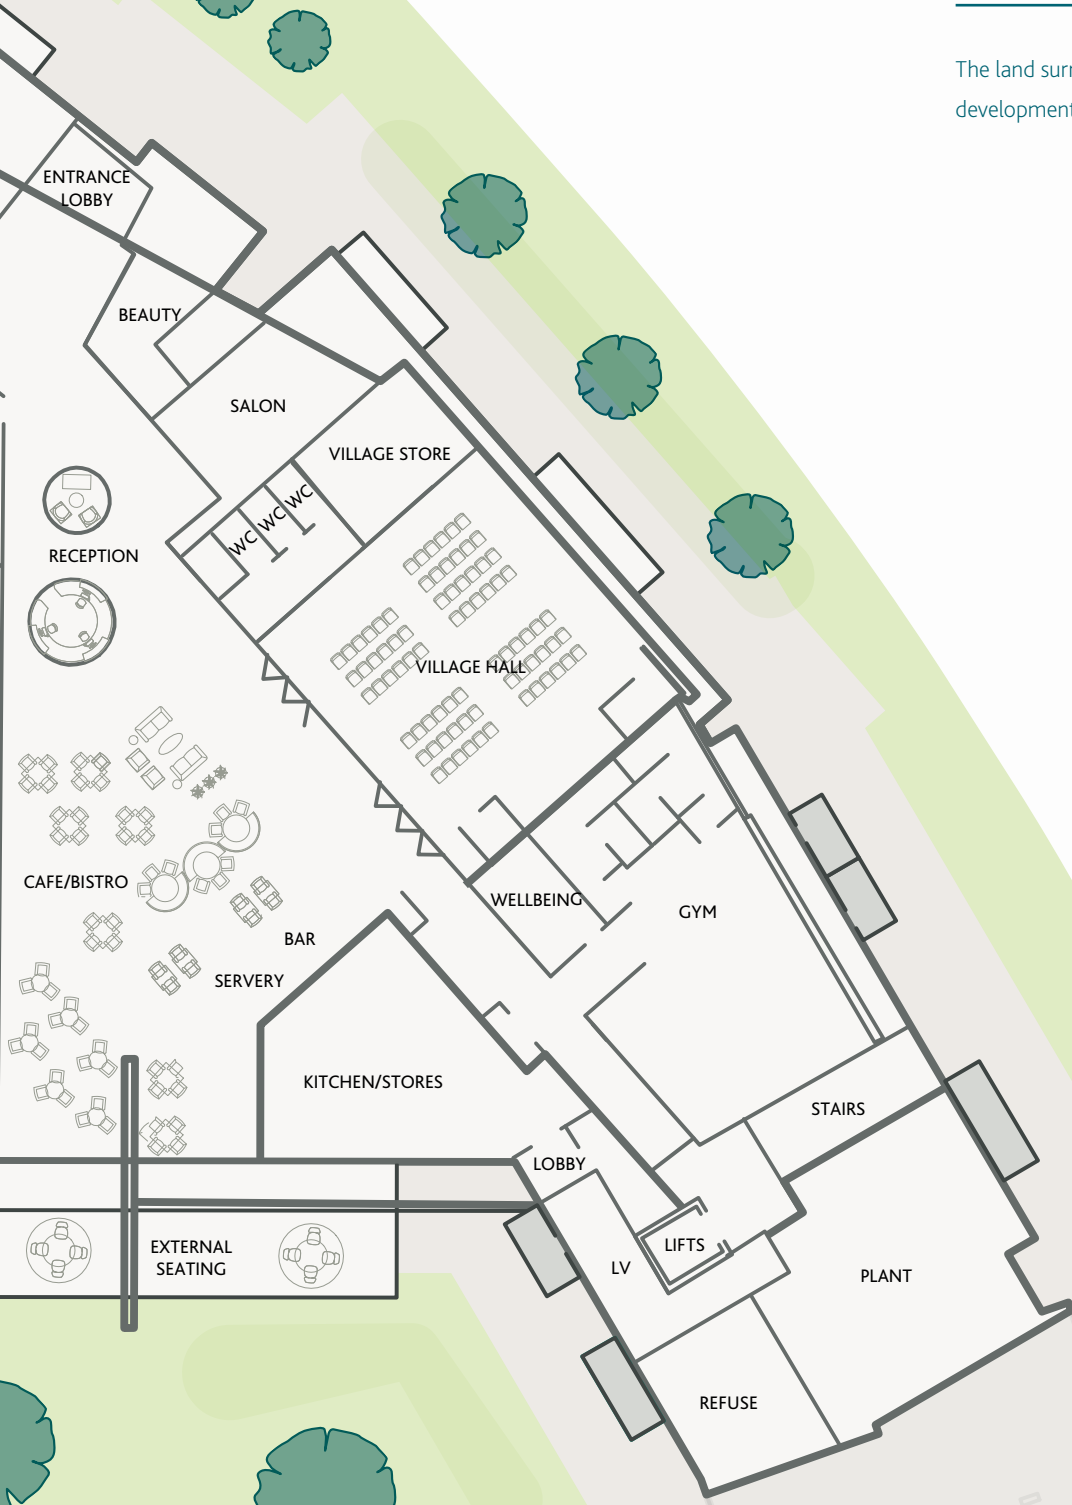 The land
development
ENTRANCE
LOBBY
BEAUTY
SALON
VILLAGE STORE
WC
WC
WC
RECEPTION
VILLAGE HALL
CAFE/BISTRO
WELLBEING
GYM
BAR
SERVERY
KITCHEN/STORES
STAIRS
LOBBY
LIFTS
EXTERNAL
SEATING
LV
PLANT
REFUSE